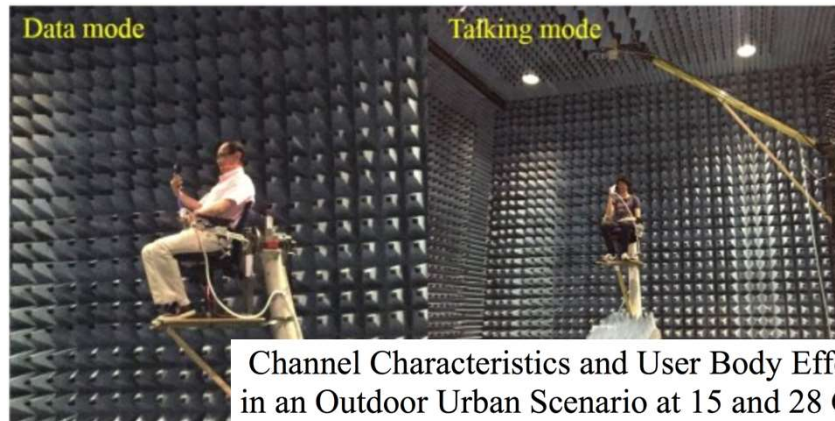 Data mode
Talking mode
Channel Characteristics and User Body
in an Outdoor Urban Scenario at 15 and 28